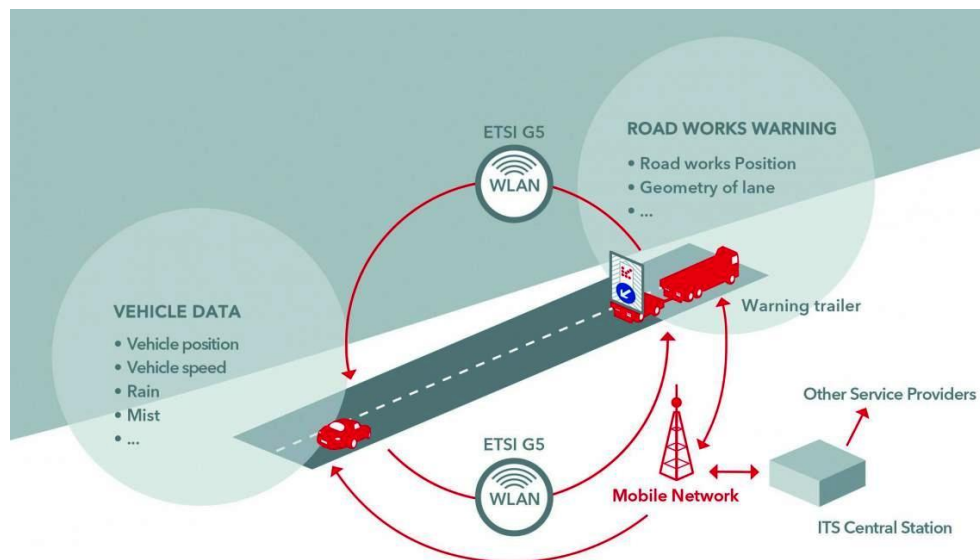 ETSI G5
WLAN
ROAD WORKS WARNING
• Road works Position
• Geometry of lane
• ...
VEHICLE DATA
• Vehicle position
• Vehicle speed
• Rain
• Mist
• ...
Warning trailer
Other Service Providers
ETSI G5
WLAN
Mobile Network
ITS Central Station